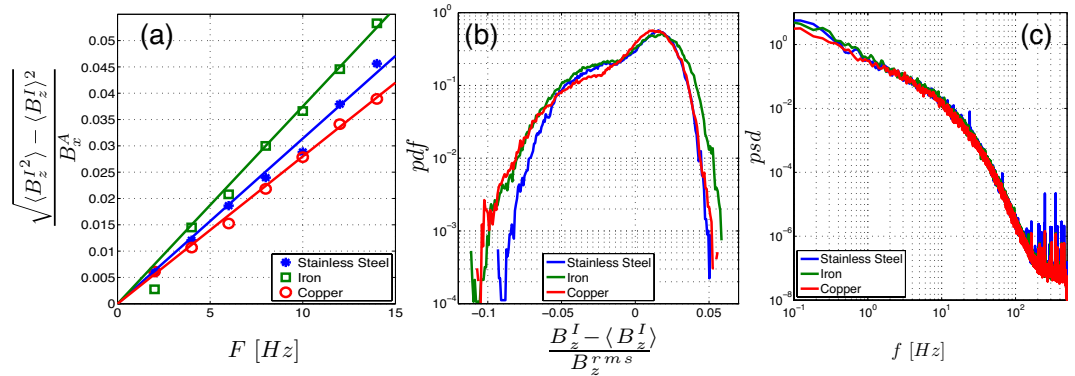 (a)
√(⟨B_z^I²⟩ − ⟨B_z^I⟩²)
B_x^A
0.055
0.05
0.045
0.04
0.035
0.03
0.025
0.02
0.015
0.01
0.005
0
0 5 10 15
F [Hz]
Stainless Steel
Iron
Copper
(b)
pdf
10^0
10^-1
10^-2
10^-3
10^-4
-0.1 -0.05 0 0.05
B_z^I − ⟨B_z^I⟩
B_z^rms
Stainless Steel
Iron
Copper
(c)
psd
10^0
10^-2
10^-4
10^-6
10^-8
10^-1 10^0 10^1 10^2
f [Hz]
Stainless Steel
Iron
Copper